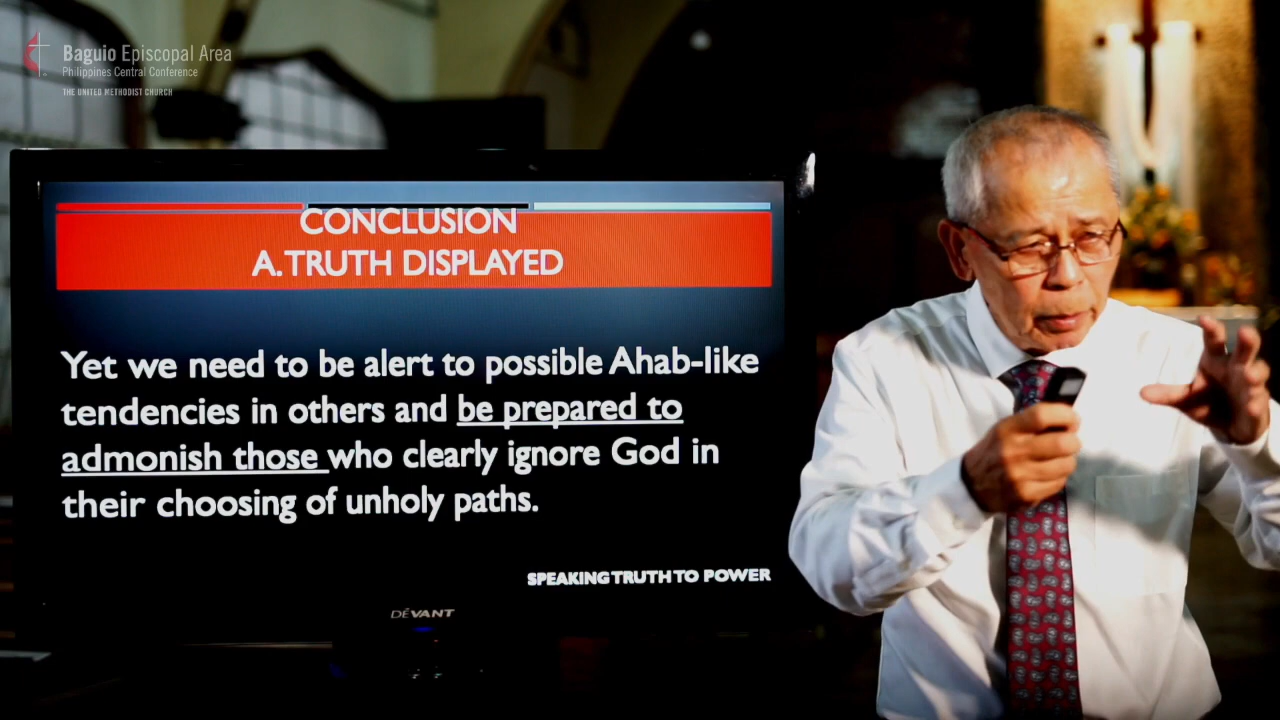 Baguio Episcopal Area
Philippines Central Conference
THE UNITED METHODIST CHURCH
CONCLUSION
A. TRUTH DISPLAYED
Yet we need to be alert to possible Ahab-like
tendencies in others and be prepared to
admonish those who clearly ignore God in
their choosing of unholy paths.
SPEAKING TRUTH TO POWER
DEVANT